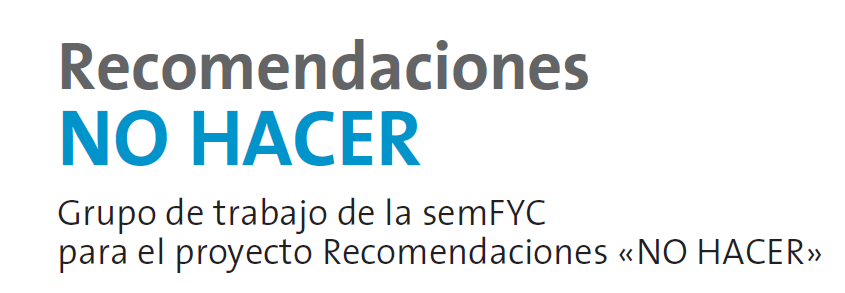 Recomendaciones
NO HACER
Grupo de trabajo de la semFYC
para el proyecto Recomendaciones «NO HACER»